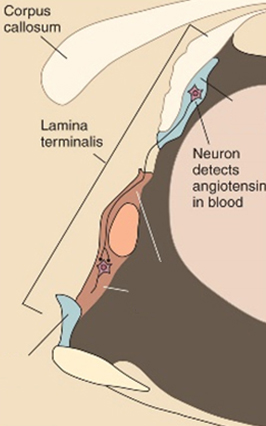 Corpus
callosum
Lamina
terminalis
Neuron
detects
angiotensin
in blood